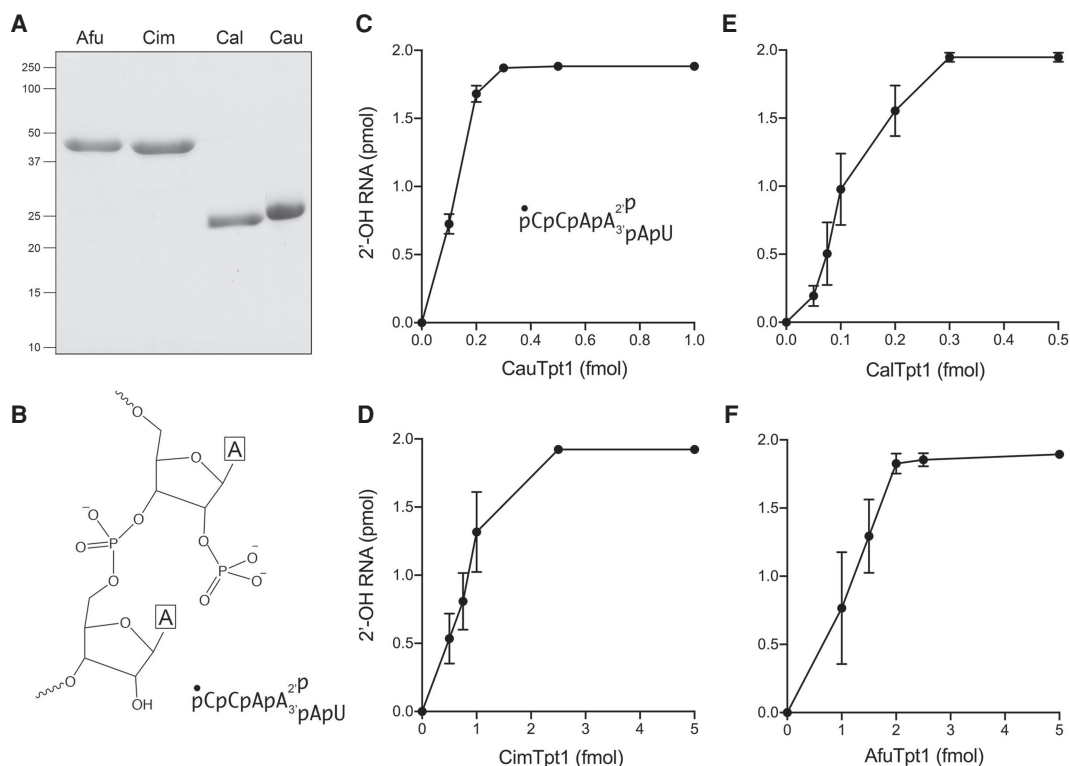 A
Afu Cim Cal Cau
250
100
50
37
25
20
15
10
B
O
O
A
O
−O
O=P
O
O
P
O−
O−
O
O
A
O
OH
•pCpCpApA2'p3'pApU
C
2'-OH RNA (pmol)
2.0
1.5
1.0
0.5
0.0
•pCpCpApA2'p3'pApU
0.0 0.2 0.4 0.6 0.8 1.0
CauTpt1 (fmol)
D
2'-OH RNA (pmol)
2.0
1.5
1.0
0.5
0.0
0 1 2 3 4 5
CimTpt1 (fmol)
E
2.0
1.5
1.0
0.5
0.0
0.0 0.1 0.2 0.3 0.4 0.5
CalTpt1 (fmol)
F
2.0
1.5
1.0
0.5
0.0
0 1 2 3 4 5
AfuTpt1 (fmol)